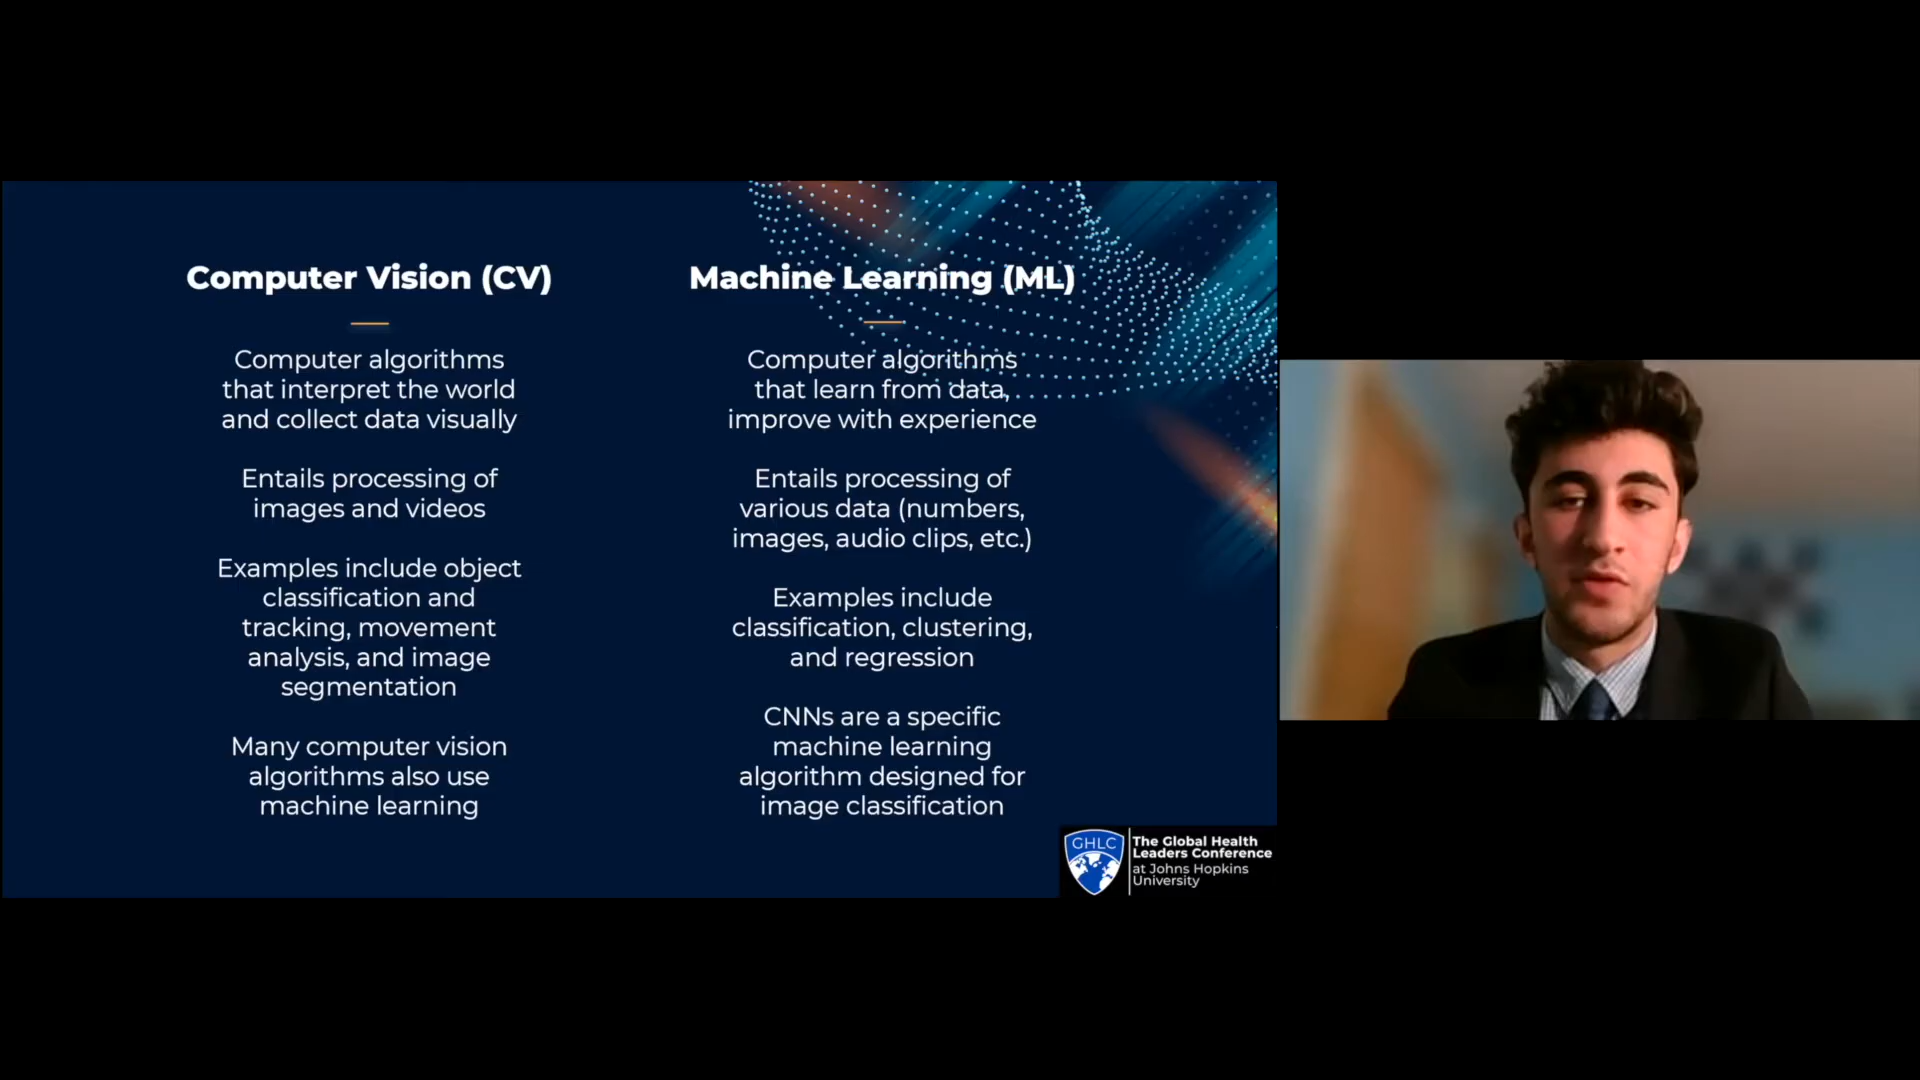 Computer Vision (CV)
Computer algorithms
that interpret the world
and collect data visually
Entails processing of
images and videos
Examples include object
classification and
tracking, movement
analysis, and image
segmentation
Many computer vision
algorithms also use
machine learning
Machine Learning (ML)
Computer algorithms
that learn from data,
improve with experience
Entails processing of
various data (numbers,
images, audio clips, etc.)
Examples include
classification, clustering,
and regression
CNNs are a specific
machine learning
algorithm designed for
image classification
GHLC
The Global Health
Leaders Conference
at Johns Hopkins
University